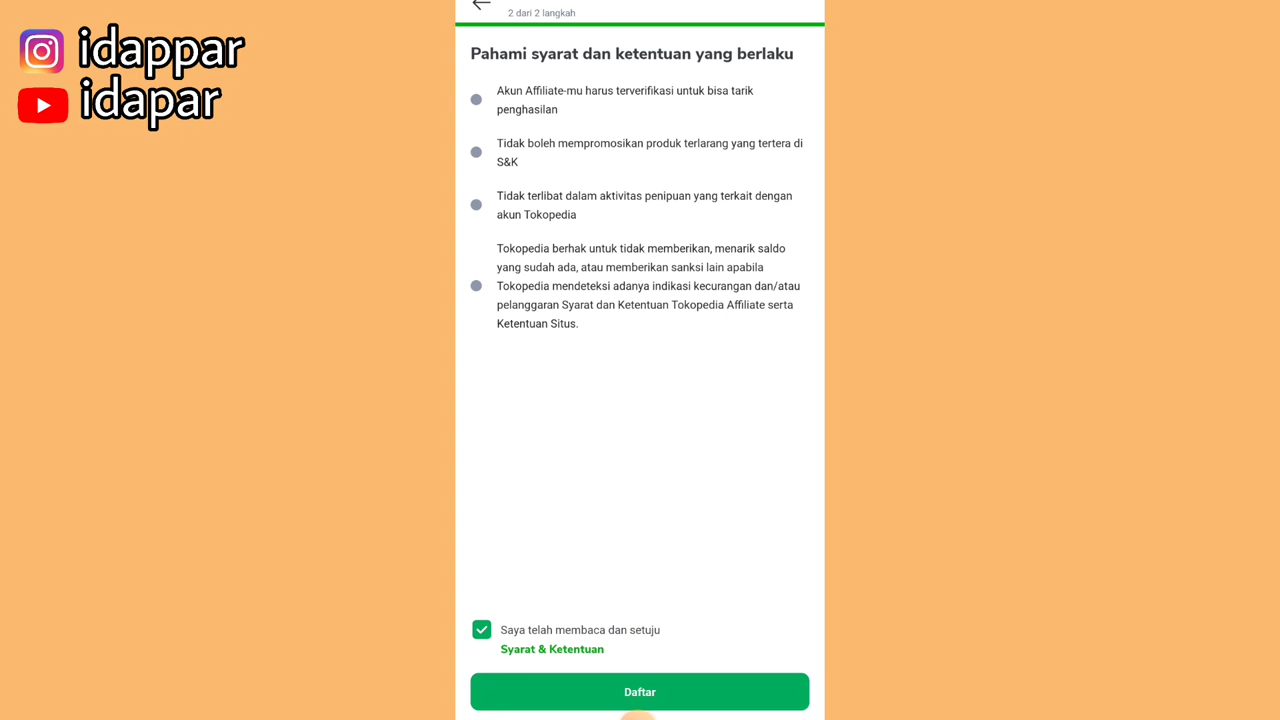 idappar
idapar
2 dari 2 langkah
Pahami syarat dan ketentuan yang berlaku
Akun Affiliate-mu harus terverifikasi untuk bisa tarik
penghasilan
Tidak boleh mempromosikan produk terlarang yang tertera di
S&K
Tidak terlibat dalam aktivitas penipuan yang terkait dengan
akun Tokopedia
Tokopedia berhak untuk tidak memberikan, menarik saldo
yang sudah ada, atau memberikan sanksi lain apabila
Tokopedia mendeteksi adanya indikasi kecurangan dan/atau
pelanggaran Syarat dan Ketentuan Tokopedia Affiliate serta
Ketentuan Situs.
Saya telah membaca dan setuju
Syarat & Ketentuan
Daftar